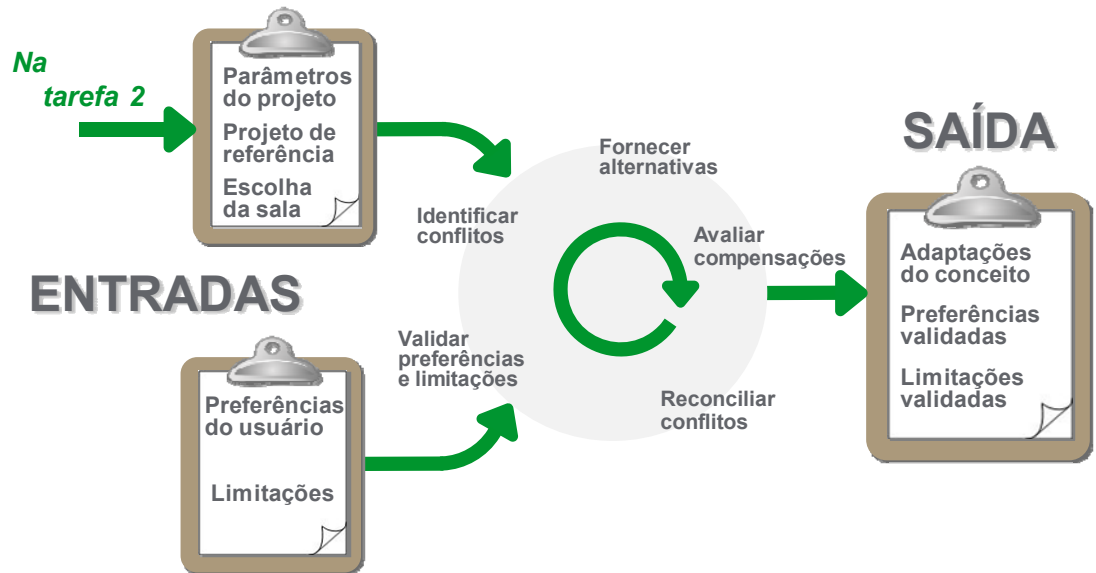 Na
tarefa 2
Parâmetros
do projeto
Projeto de
referência
Escolha
da sala
ENTRADAS
Preferências
do usuário
Limitações
Fornecer
alternativas
Identificar
conflitos
Avaliar
compensações
Validar
preferências
e limitações
Reconciliar
conflitos
SAÍDA
Adaptações
do conceito
Preferências
validadas
Limitações
validadas